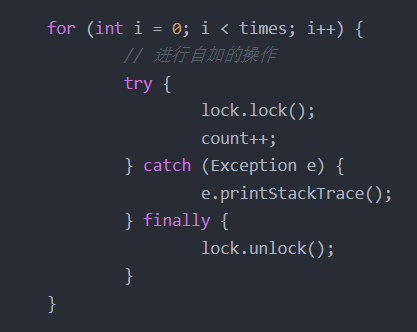 for (int i = 0; i < times; i++) {
// 进行自加的操作
try {
lock.lock();
count++;
} catch (Exception e) {
e.printStackTrace();
} finally {
lock.unlock();
}
}